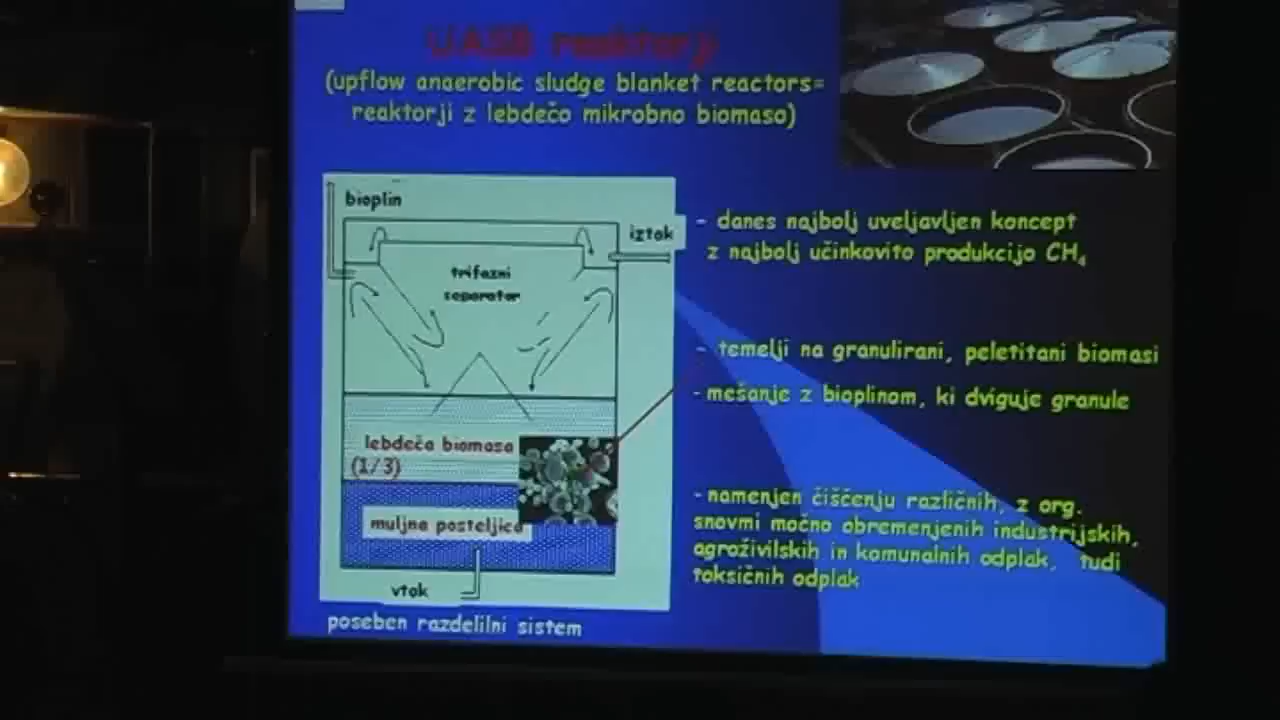 UASB reaktorji
(upflow anaerobic sludge blanket reactors=
reaktorji z lebdečo mikrobno biomaso)
bioplin
iztok
trifazni
separator
lebdeča biomasa
(1/3)
muljna posteljica
vtok
poseben razdelilni sistem
- danes najbolj uveljavljen koncept
z najbolj učinkovito produkcijo CH₄
- temelji na granulirani, peletitani biomasi
- mešanje z bioplinom, ki dviguje granule
- namenjen čiščenju različnih, z org.
snovmi močno obremenjenih industrijskih,
agroživilskih in komunalnih odplak, tudi
toksičnih odplak